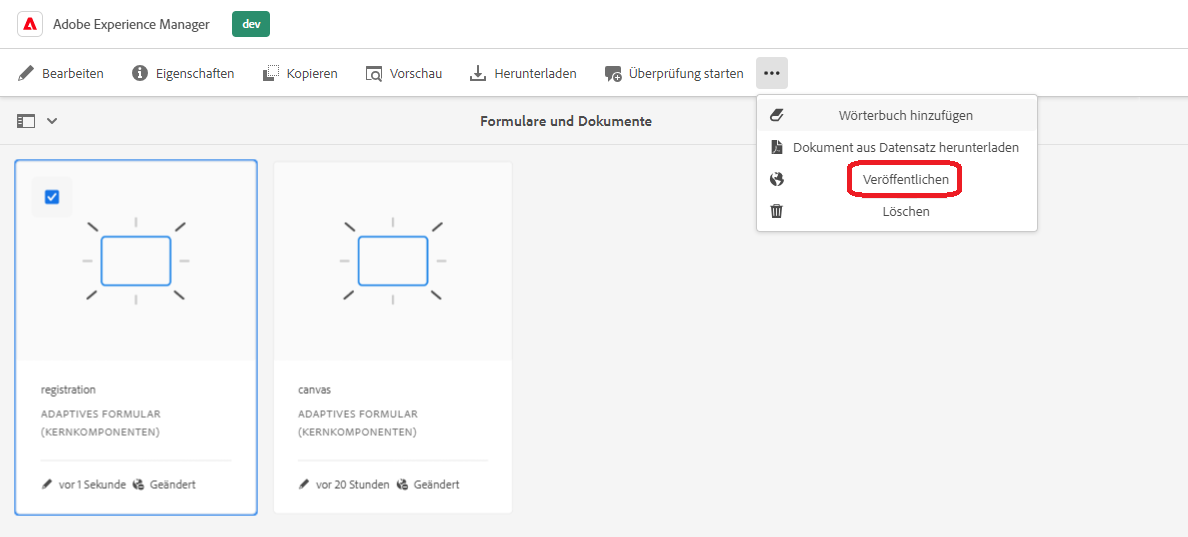 Adobe Experience Manager dev
Bearbeiten Eigenschaften Kopieren Vorschau Herunterladen Überprüfung starten
Formulare und Dokumente
Wörterbuch hinzufügen
Dokument aus Datensatz herunterladen
Veröffentlichen
Löschen
registration
ADAPTIVES FORMULAR
(KERNKOMPONENTEN)
vor 1 Sekunde Geändert
canvas
ADAPTIVES FORMULAR
(KERNKOMPONENTEN)
vor 20 Stunden Geändert